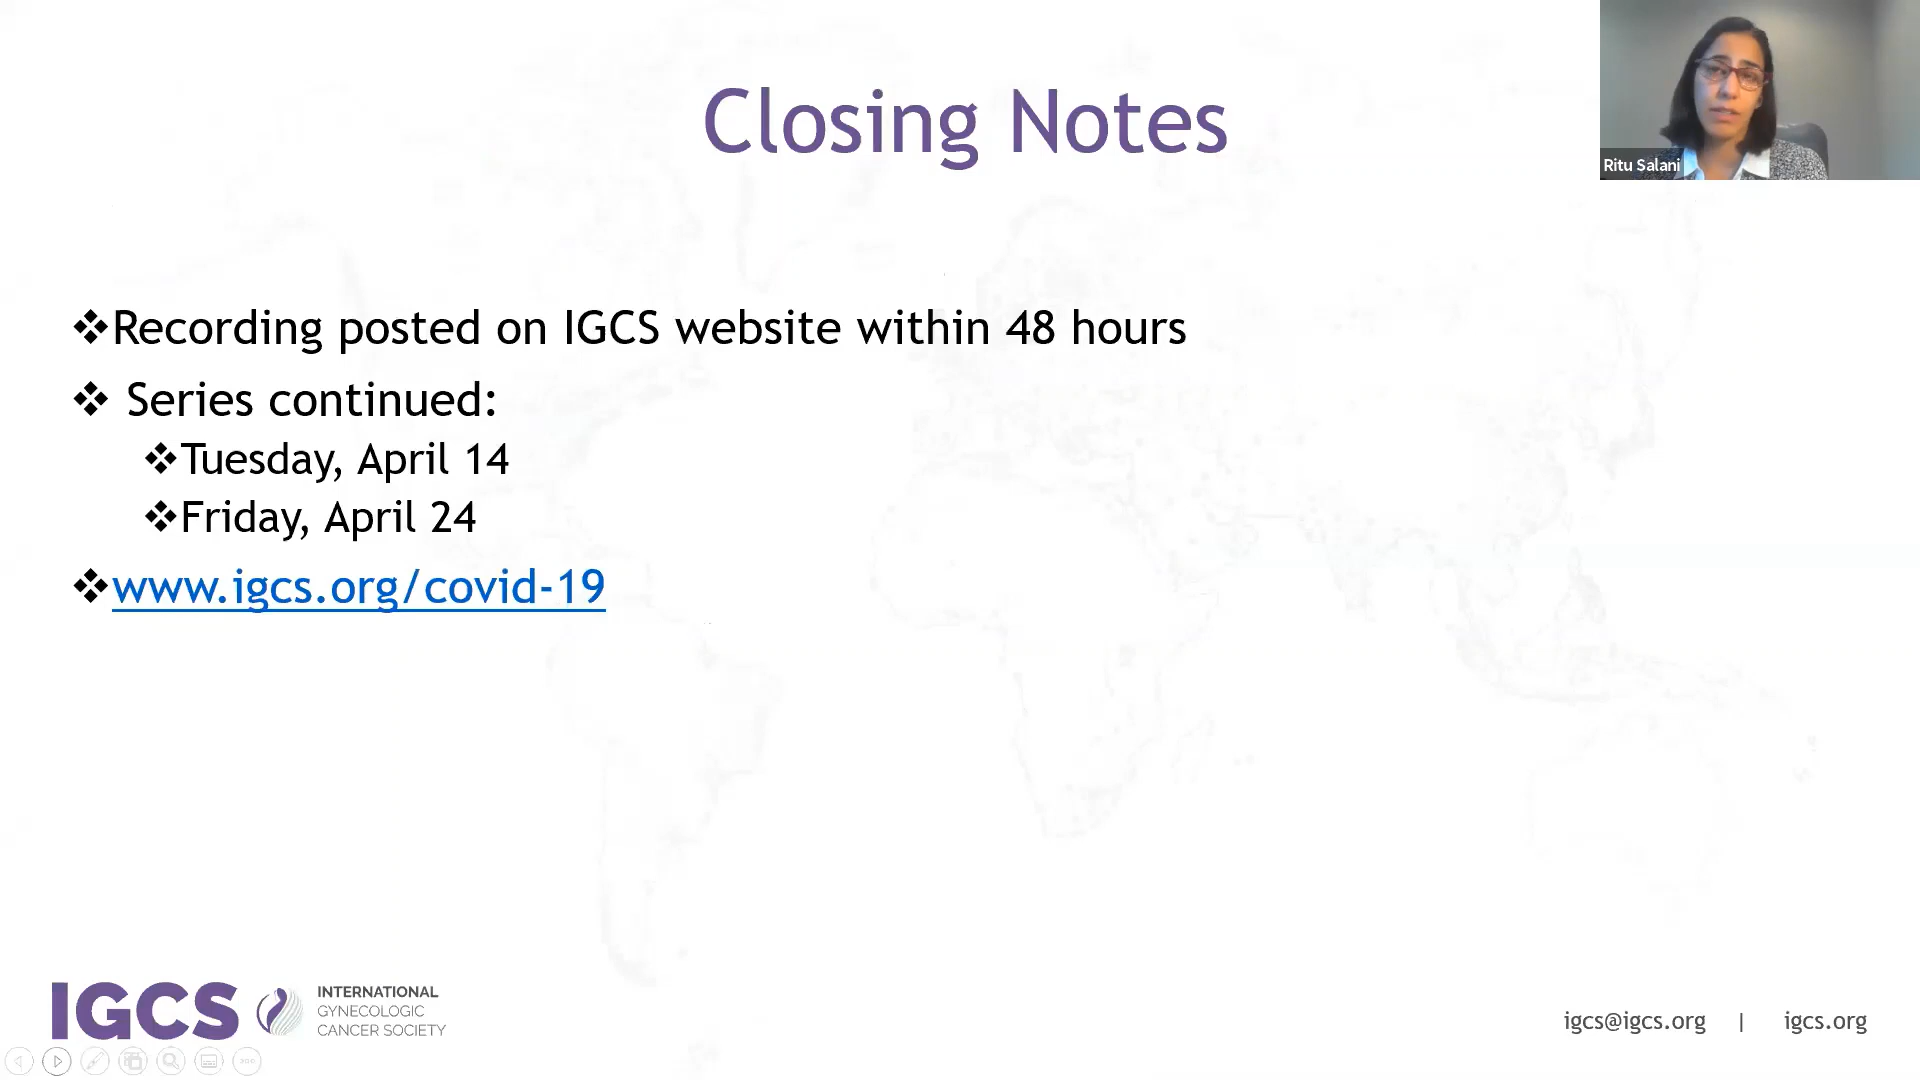 Closing Notes
Ritu Salani
❖Recording posted on IGCS website within 48 hours
❖ Series continued:
❖Tuesday, April 14
❖Friday, April 24
❖www.igcs.org/covid-19
IGCS
INTERNATIONAL
GYNECOLOGIC
CANCER SOCIETY
igcs@igcs.org | igcs.org